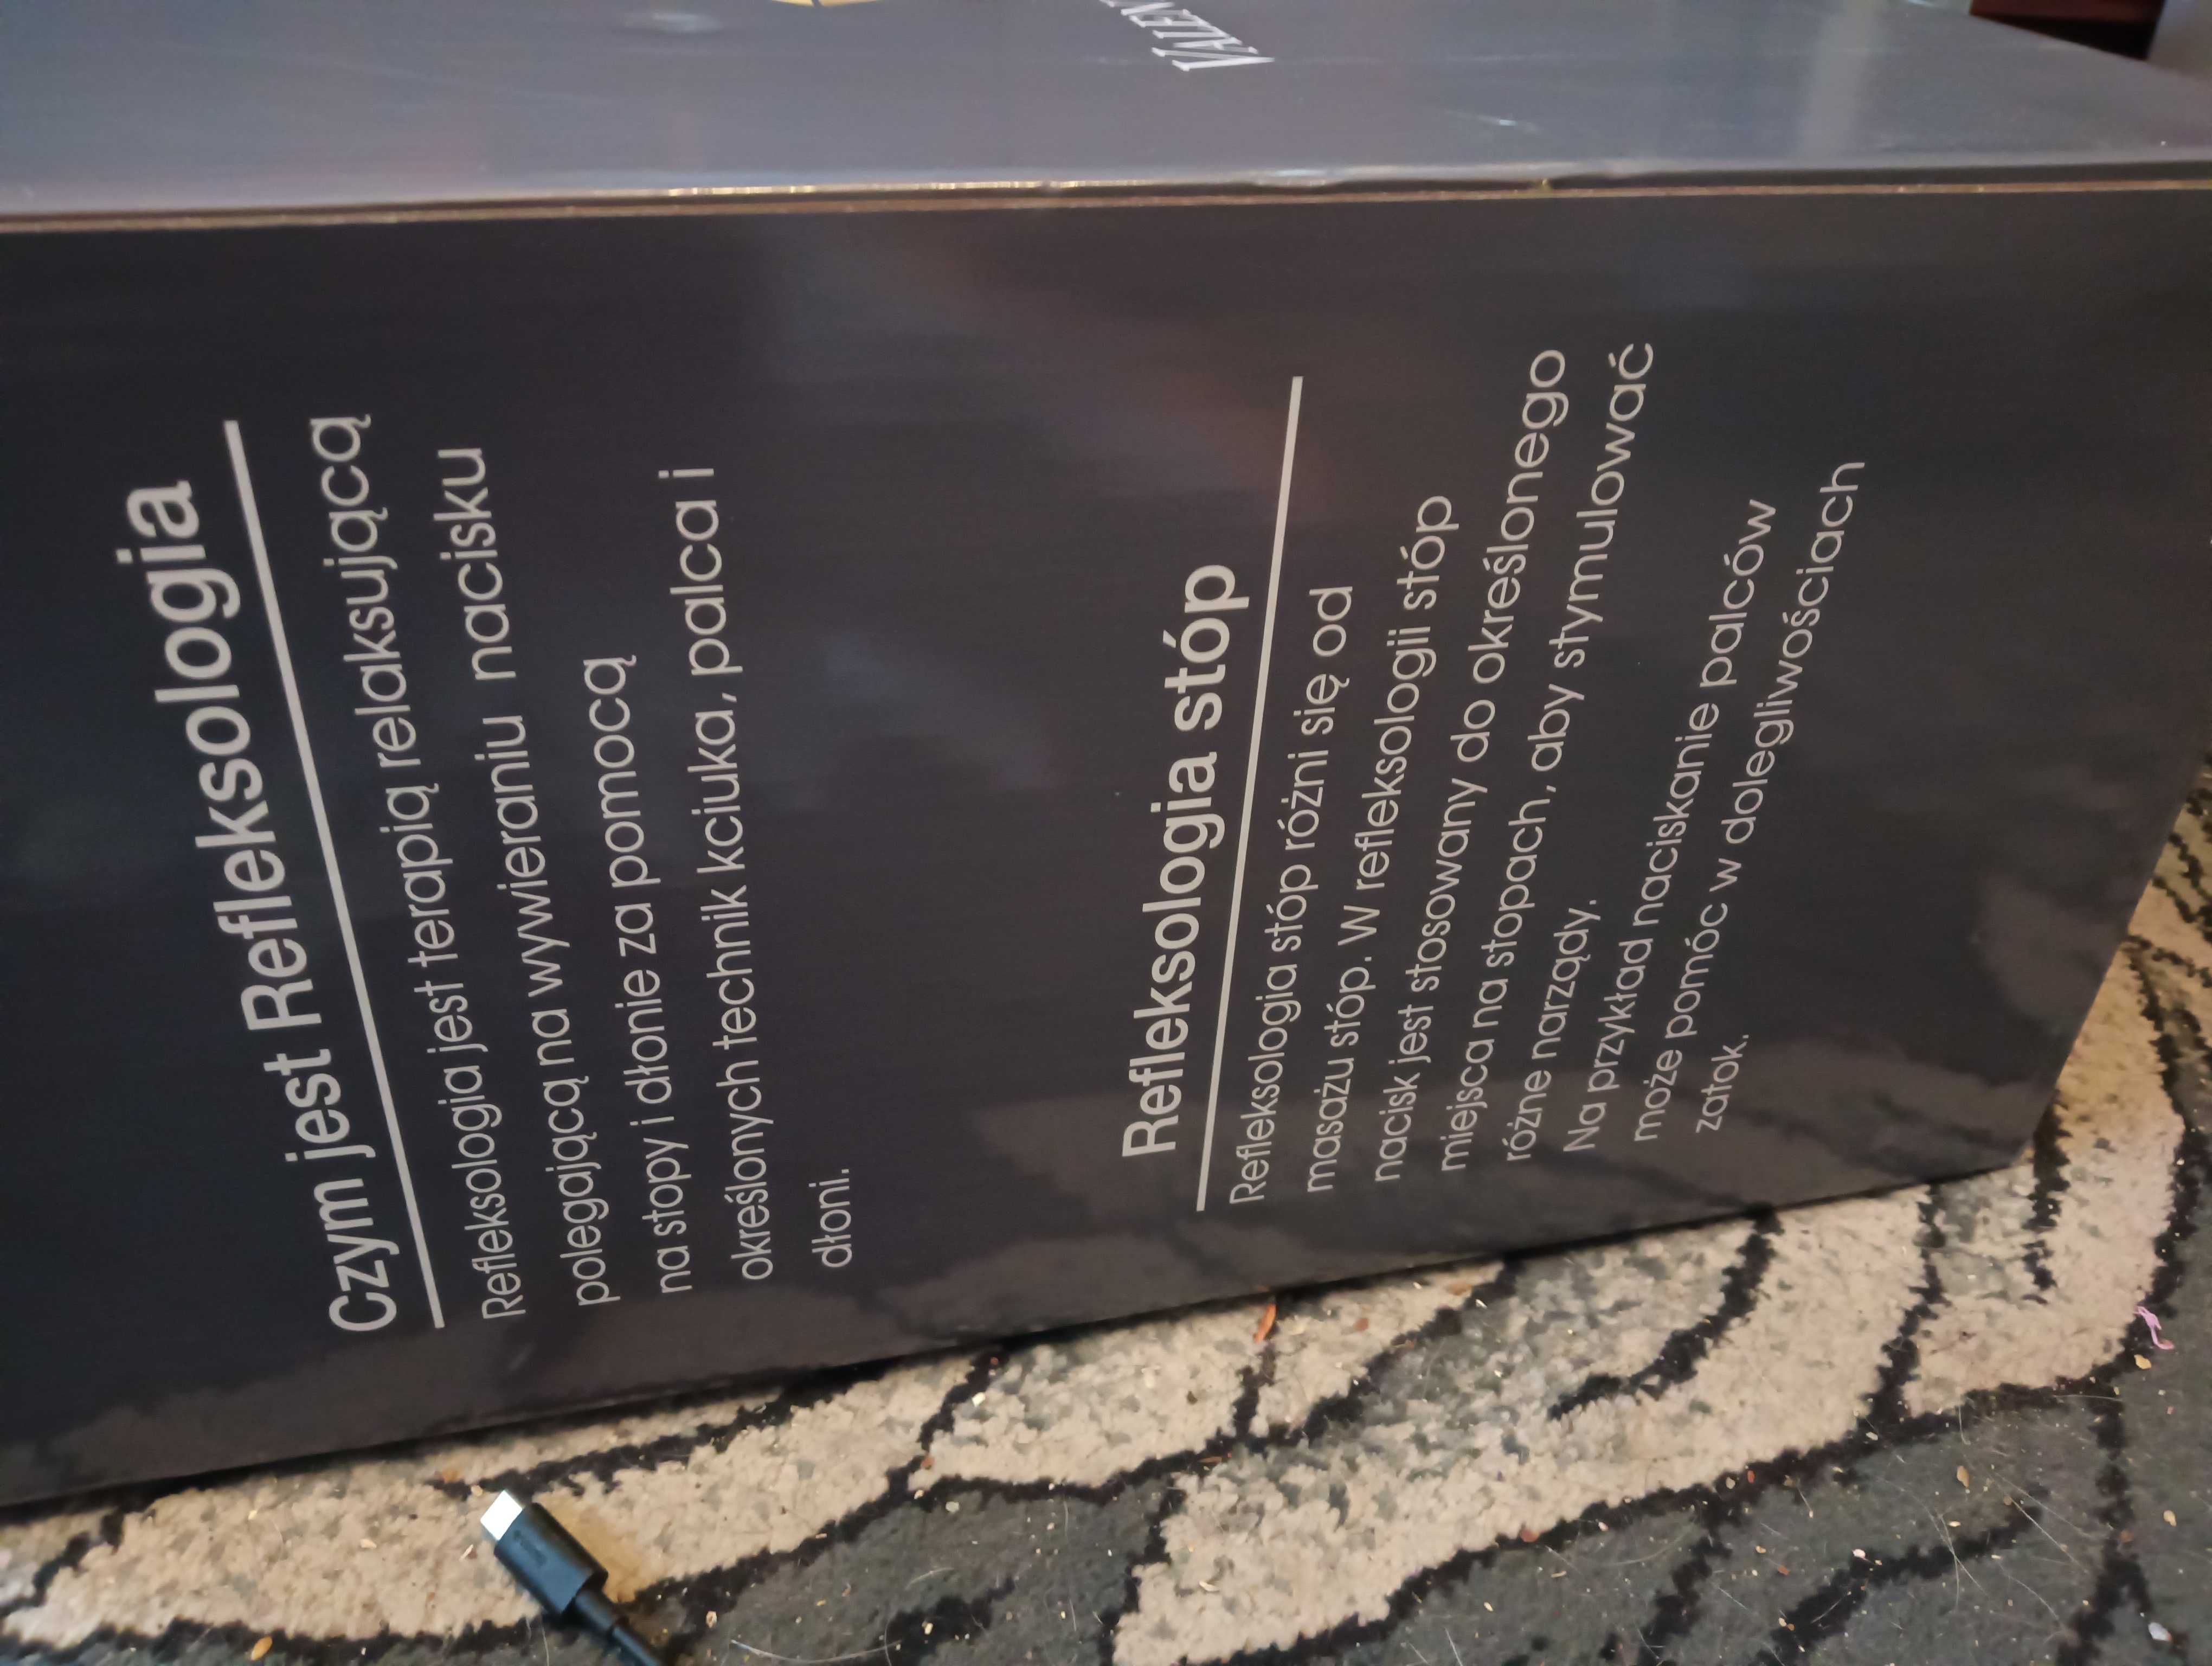 Czym jest Refleksologia
Refleksologia jest terapią relaksującą
polegającą na wywieraniu nacisku
na stopy i dłonie za pomocą
określonych technik kciuka, palca i
dłoni.
Refleksologia stóp
Refleksologia stóp różni się od
masażu stóp. W refleksologii stóp
nacisk jest stosowany do określonego
miejsca na stopach, aby stymulować
różne narządy.
Na przykład naciskanie palców
może pomóc w dolegliwościach
zatok.